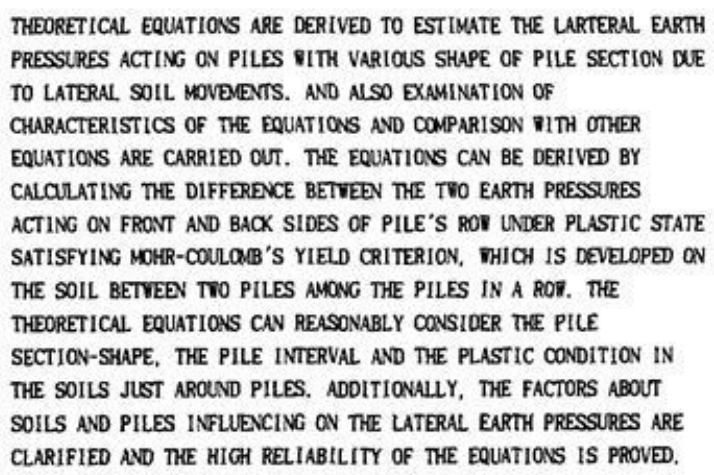 THEORETICAL EQUATIONS ARE DERIVED TO ESTIMATE THE LARTERAL EARTH
PRESSURES ACTING ON PILES WITH VARIOUS SHAPE OF PILE SECTION DUE
TO LATERAL SOIL MOVEMENTS. AND ALSO EXAMINATION OF
CHARACTERISTICS OF THE EQUATIONS AND COMPARISON WITH OTHER
EQUATIONS ARE CARRIED OUT. THE EQUATIONS CAN BE DERIVED BY
CALCULATING THE DIFFERENCE BETWEEN THE TWO EARTH PRESSURES
ACTING ON FRONT AND BACK SIDES OF PILE'S ROW UNDER PLASTIC STATE
SATISFYING MOHR-COULOMB'S YIELD CRITERION, WHICH IS DEVELOPED ON
THE SOIL BETWEEN TWO PILES AMONG THE PILES IN A ROW. THE
THEORETICAL EQUATIONS CAN REASONABLY CONSIDER THE PILE
SECTION-SHAPE, THE PILE INTERVAL AND THE PLASTIC CONDITION IN
THE SOILS JUST AROUND PILES. ADDITIONALLY, THE FACTORS ABOUT
SOILS AND PILES INFLUENCING ON THE LATERAL EARTH PRESSURES ARE
CLARIFIED AND THE HIGH RELIABILITY OF THE EQUATIONS IS PROVED.